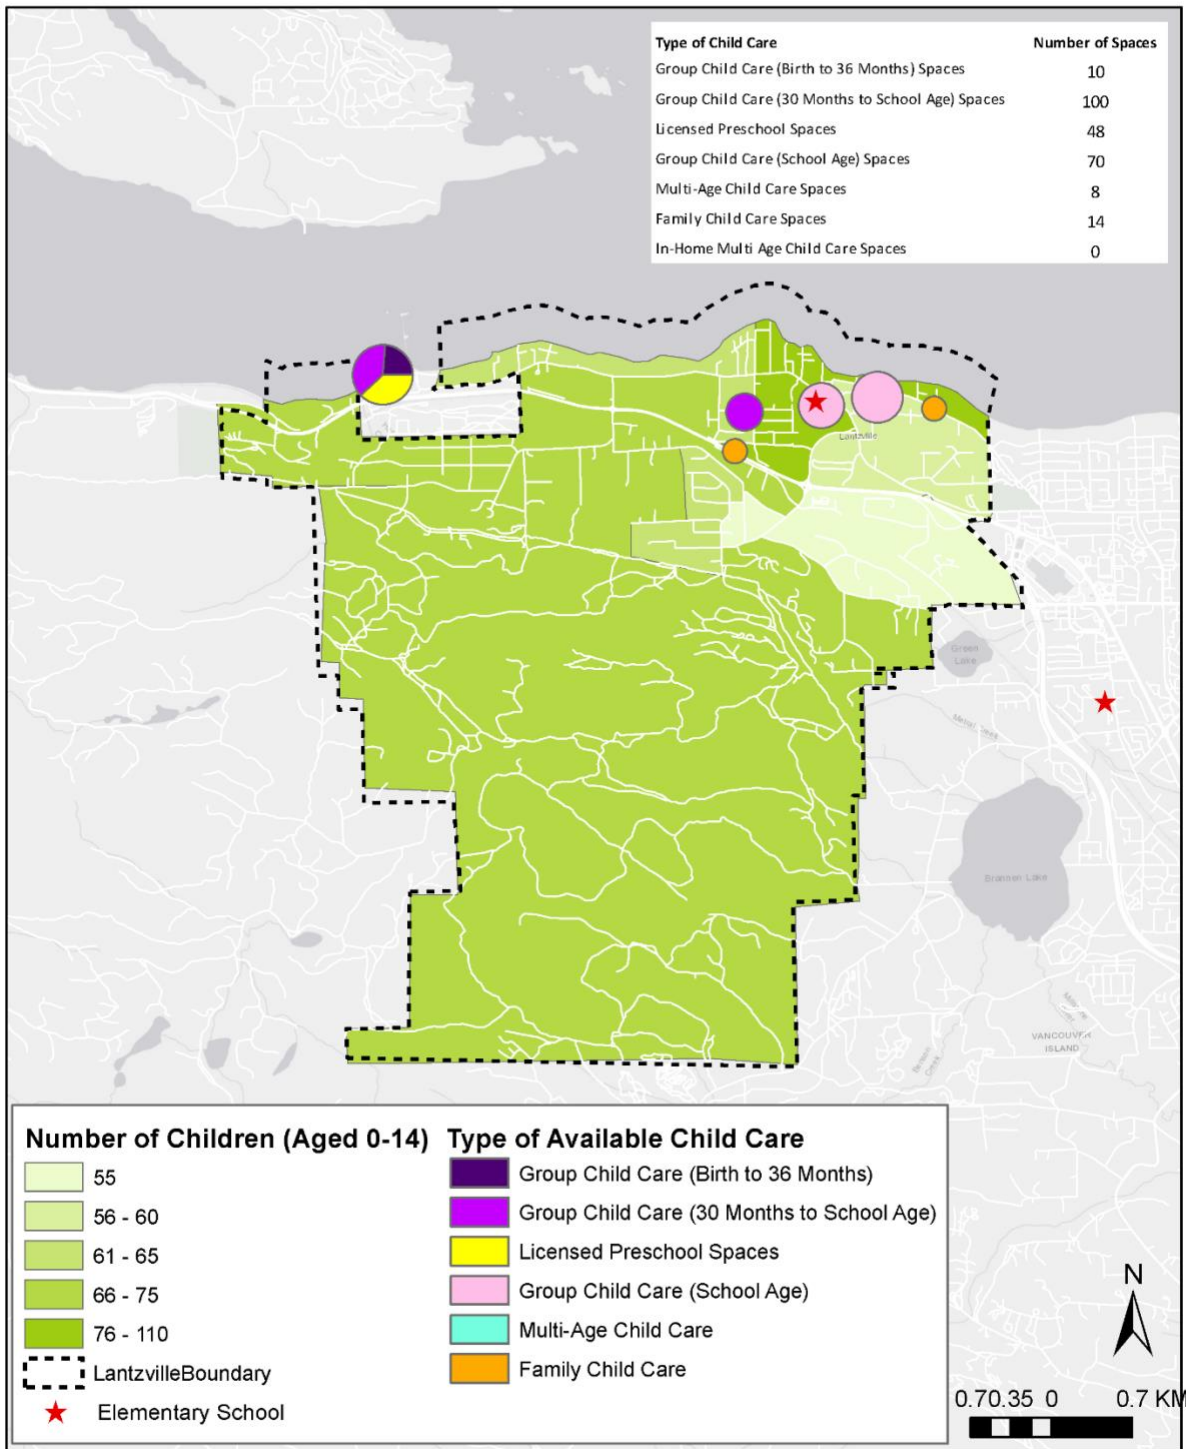 Type of Child Care Number of Spaces
Group Child Care (Birth to 36 Months) Spaces 10
Group Child Care (30 Months to School Age) Spaces 100
Licensed Preschool Spaces 48
Group Child Care (School Age) Spaces 70
Multi-Age Child Care Spaces 8
Family Child Care Spaces 14
In-Home Multi Age Child Care Spaces 0
Lantzville
Green
Lake
Brannen Lake
VANCOUVER
ISLAND
Number of Children (Aged 0-14)
55
56 - 60
61 - 65
66 - 75
76 - 110
LantzvilleBoundary
Elementary School
Type of Available Child Care
Group Child Care (Birth to 36 Months)
Group Child Care (30 Months to School Age)
Licensed Preschool Spaces
Group Child Care (School Age)
Multi-Age Child Care
Family Child Care
N
0.70.35 0 0.7 KM